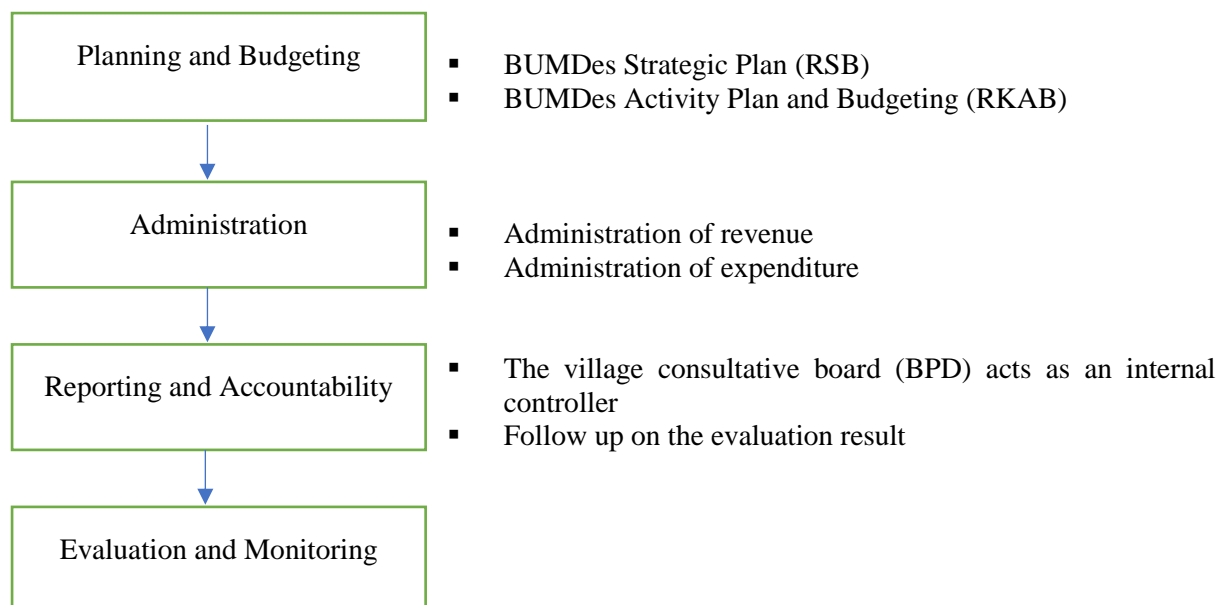 Planning and Budgeting
▪ BUMDes Strategic Plan (RSB)
▪ BUMDes Activity Plan and Budgeting (RKAB)
Administration
▪ Administration of revenue
▪ Administration of expenditure
Reporting and Accountability
▪ The village consultative board (BPD) acts as an internal
controller
▪ Follow up on the evaluation result
Evaluation and Monitoring